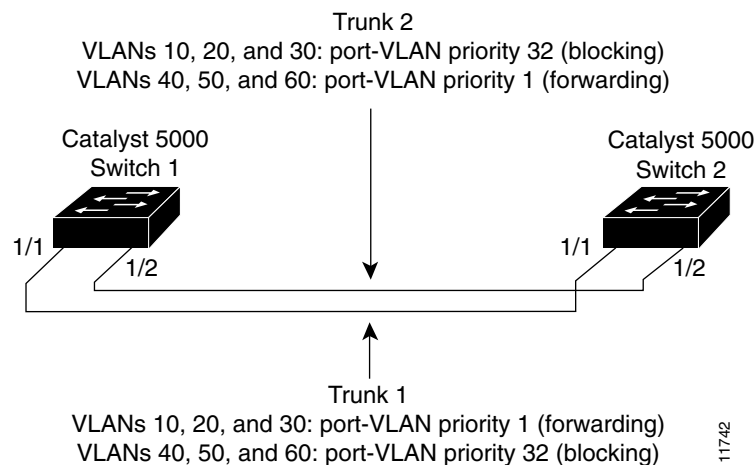 Trunk 2
VLANs 10, 20, and 30: port-VLAN priority 32 (blocking)
VLANs 40, 50, and 60: port-VLAN priority 1 (forwarding)
Catalyst 5000
Switch 1
Catalyst 5000
Switch 2
1/1
1/2
1/1
1/2
Trunk 1
VLANs 10, 20, and 30: port-VLAN priority 1 (forwarding)
VLANs 40, 50, and 60: port-VLAN priority 32 (blocking)
11742